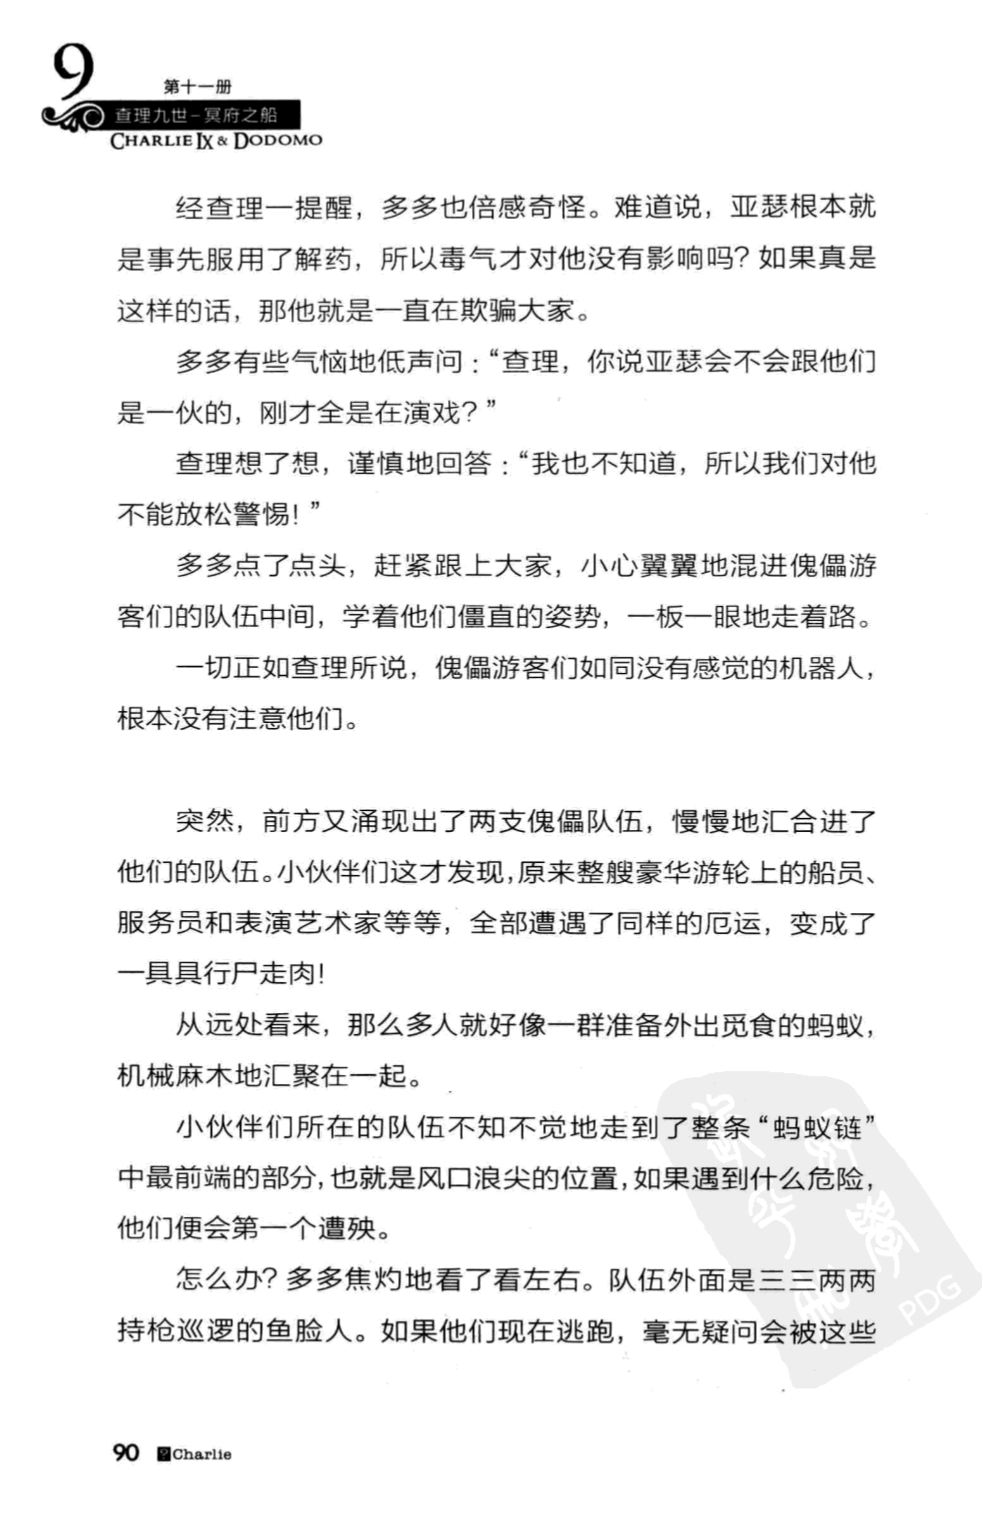 9
第十一册
查理九世-冥府之船
CHARLIE IX & DODOMO
经查理一提醒，多多也倍感奇怪。难道说，亚瑟根本就
是事先服用了解药，所以毒气才对他没有影响吗？如果真是
这样的话，那他就是一直在欺骗大家。
多多有些气恼地低声问：“查理，你说亚瑟会不会跟他们
是一伙的，刚才全是在演戏？”
查理想了想，谨慎地回答：“我也不知道，所以我们对他
不能放松警惕！”
多多点了点头，赶紧跟上大家，小心翼翼地混进傀儡游
客们的队伍中间，学着他们僵直的姿势，一板一眼地走着路。
一切正如查理所说，傀儡游客们如同没有感觉的机器人，
根本没有注意他们。
突然，前方又涌现出了两支傀儡队伍，慢慢地汇合进了
他们的队伍。小伙伴们这才发现，原来整艘豪华游轮上的船员、
服务员和表演艺术家等等，全部遭遇了同样的厄运，变成了
一具具行尸走肉！
从远处看来，那么多人就好像一群准备外出觅食的蚂蚁，
机械麻木地汇聚在一起。
小伙伴们所在的队伍不知不觉地走到了整条“蚂蚁链”
中最前端的部分，也就是风口浪尖的位置，如果遇到什么危险，
他们便会第一个遭殃。
怎么办？多多焦灼地看了看左右。队伍外面是三三两两
持枪巡逻的鱼脸人。如果他们现在逃跑，毫无疑问会被这些
PDG
90 Charlie